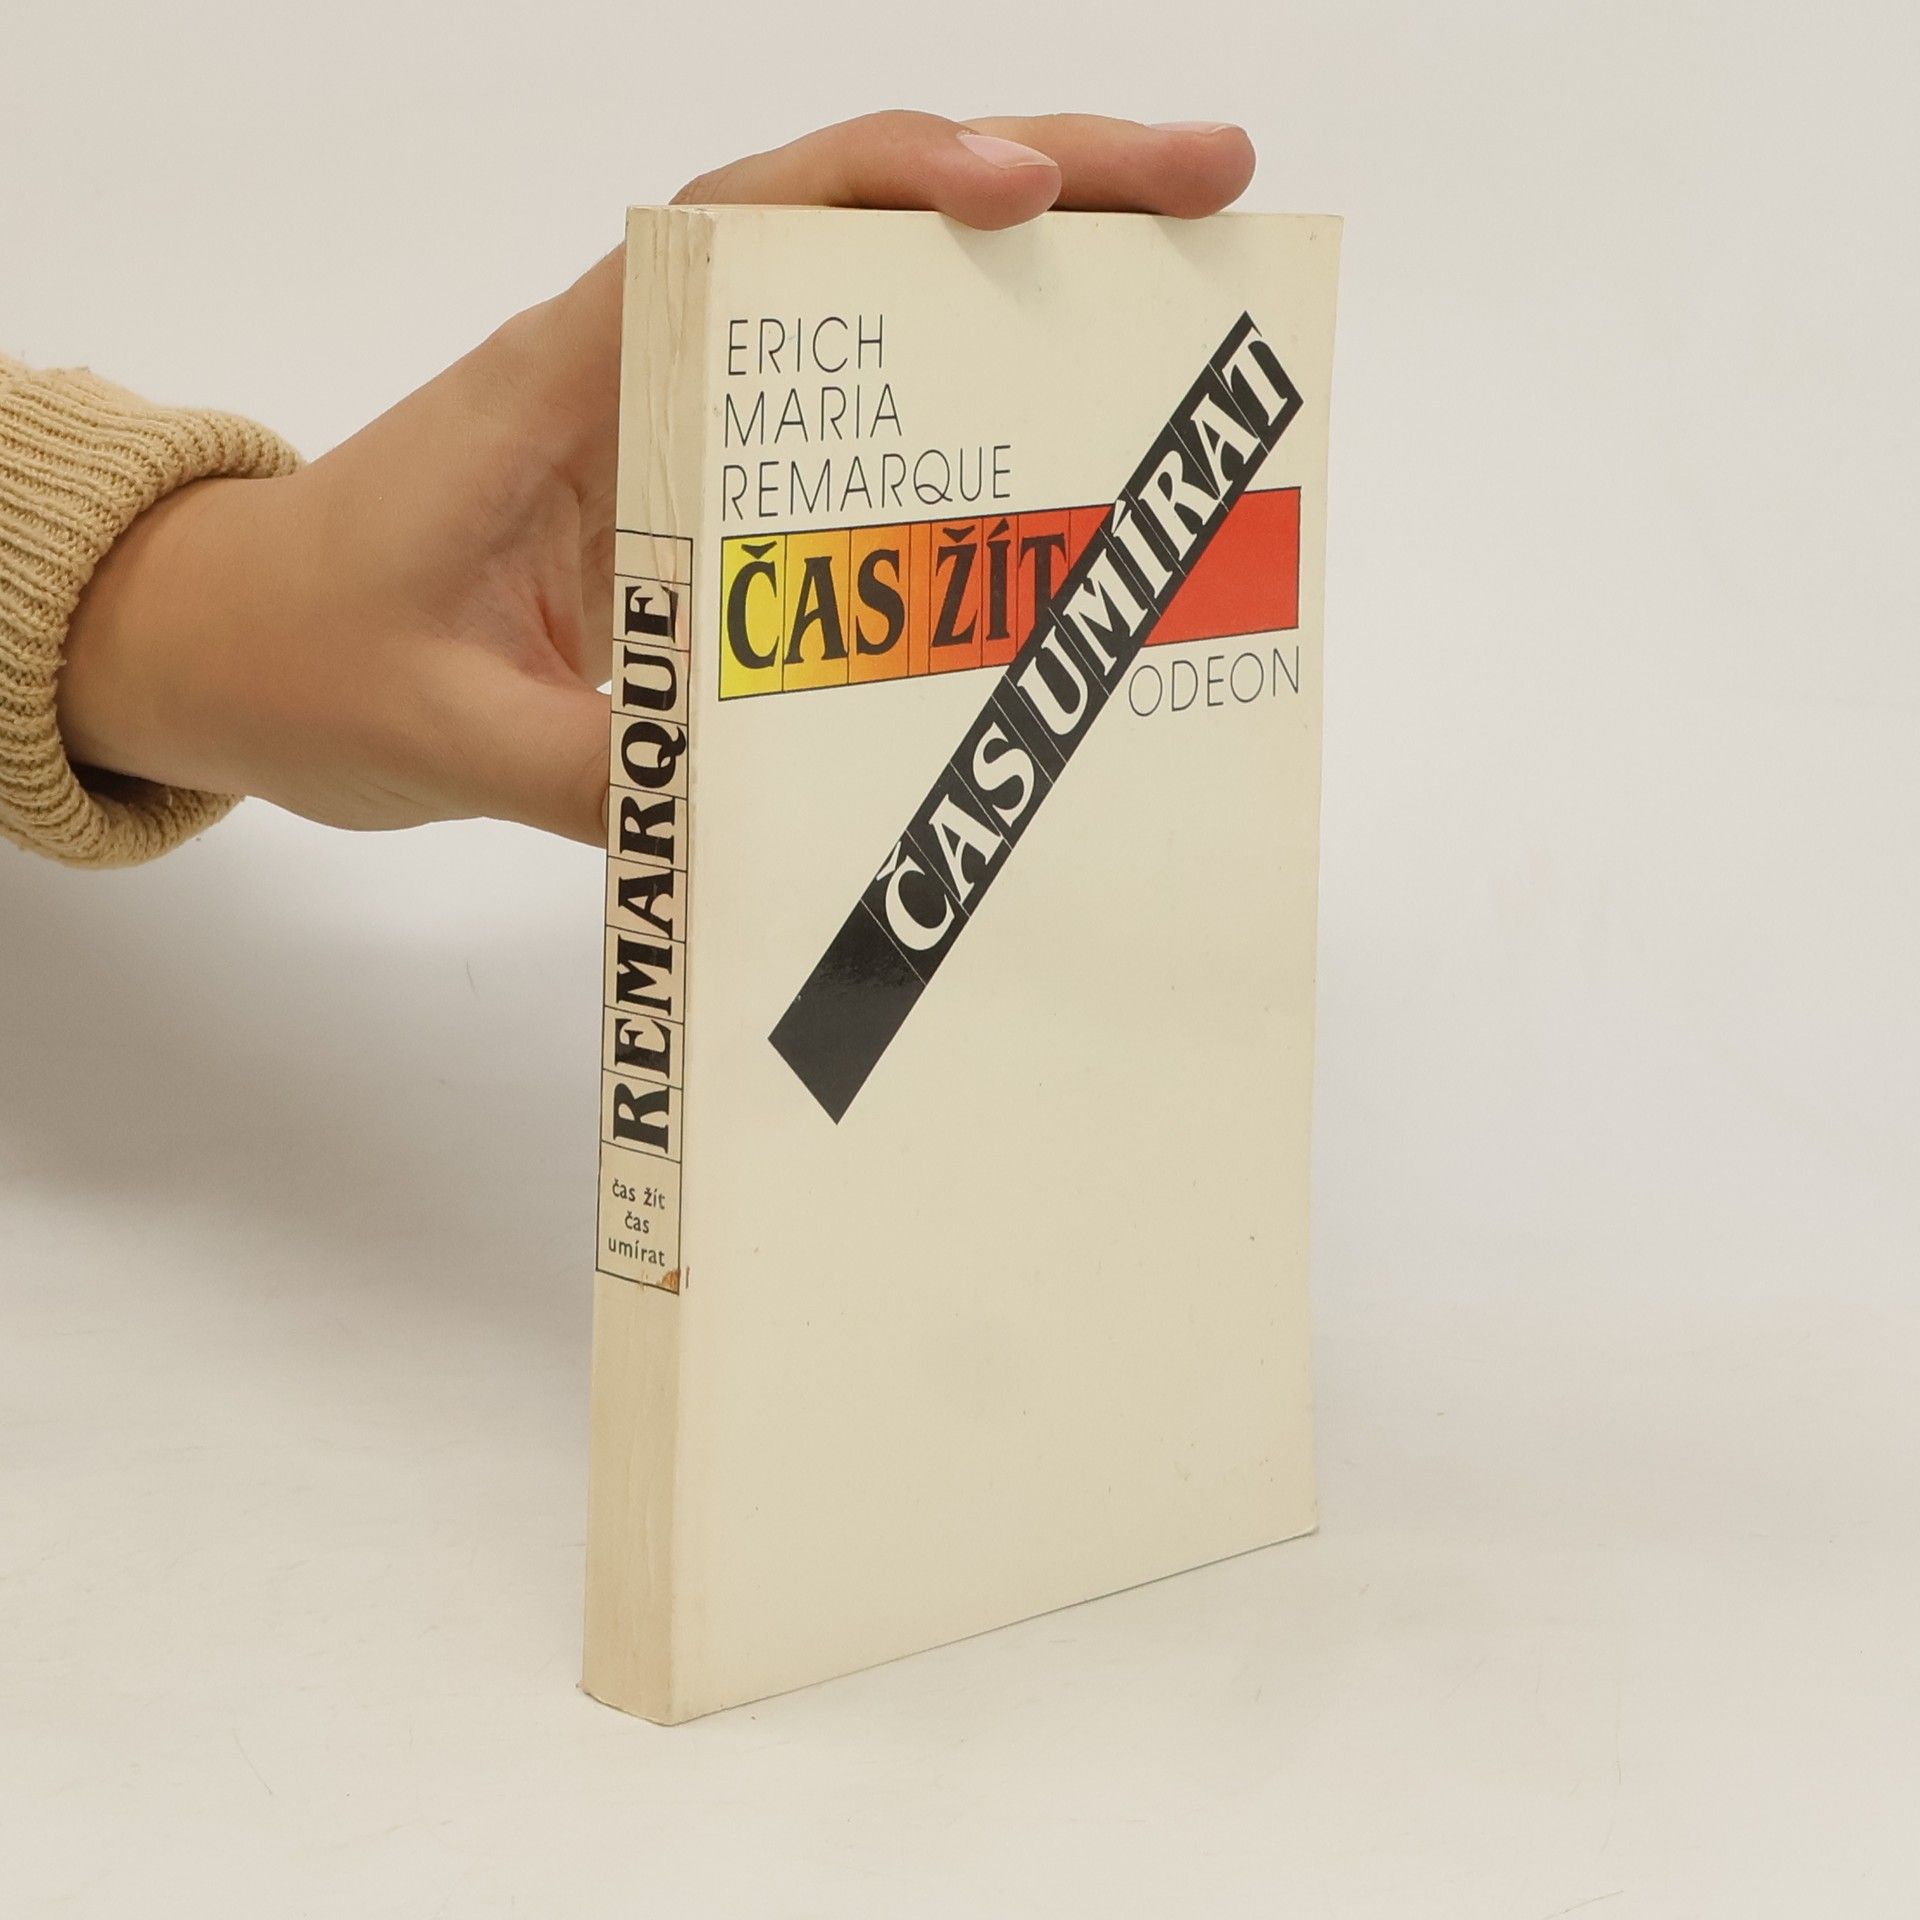 ERICH
MARIA
REMARQUE
ČAS ŽÍT
ČAS UMÍRAT
ODEON
REMARQUE
čas žít
čas
umírat